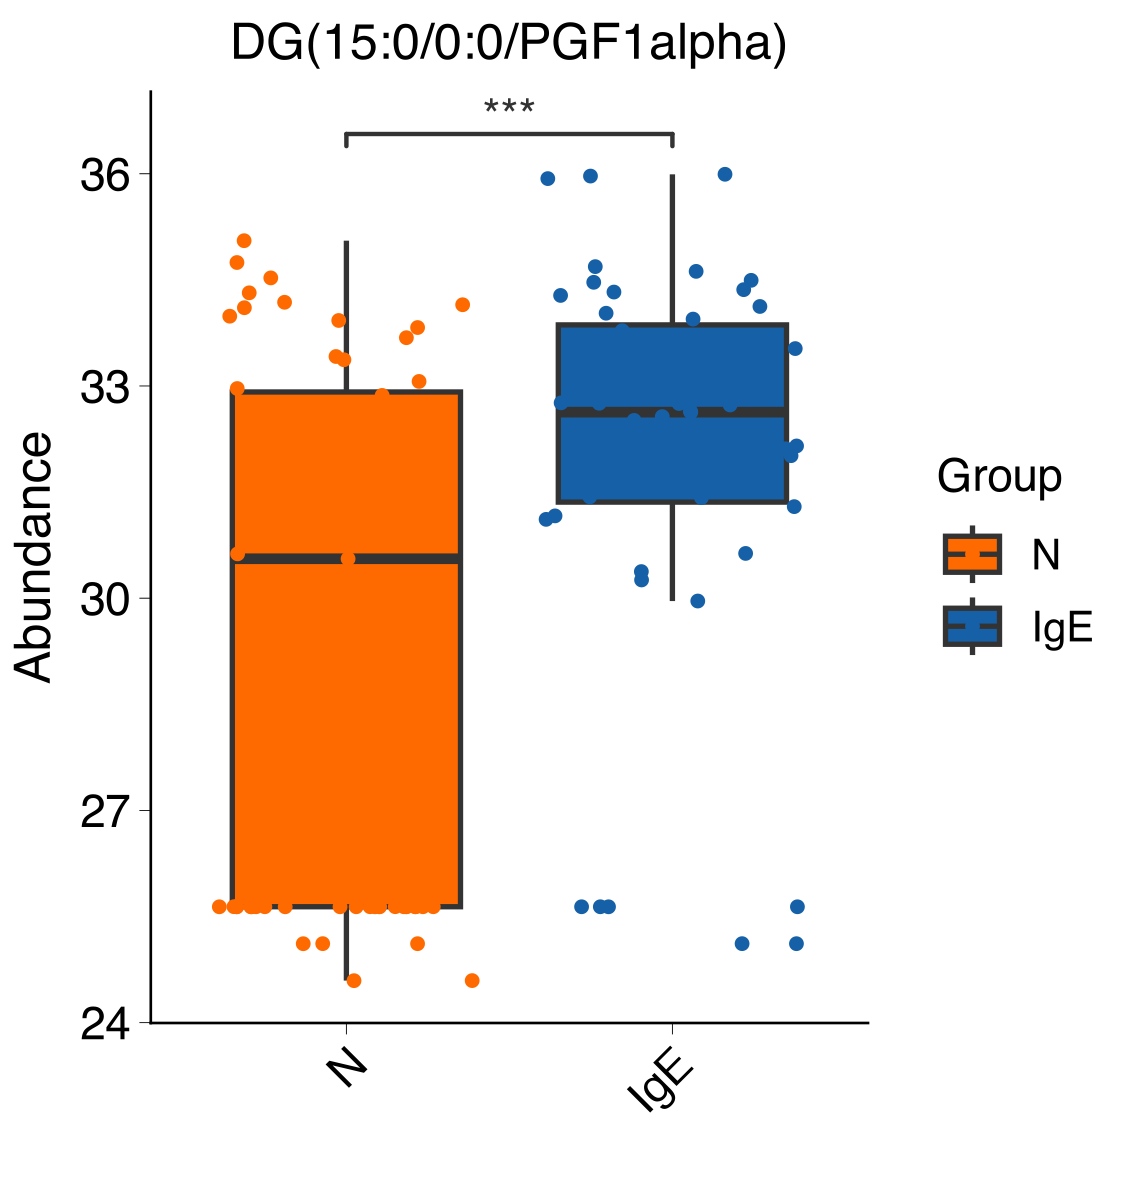 DG(15:0/0:0/PGF1alpha)
***
36
33
30
27
24
Abundance
N
IgE
Group
N
IgE